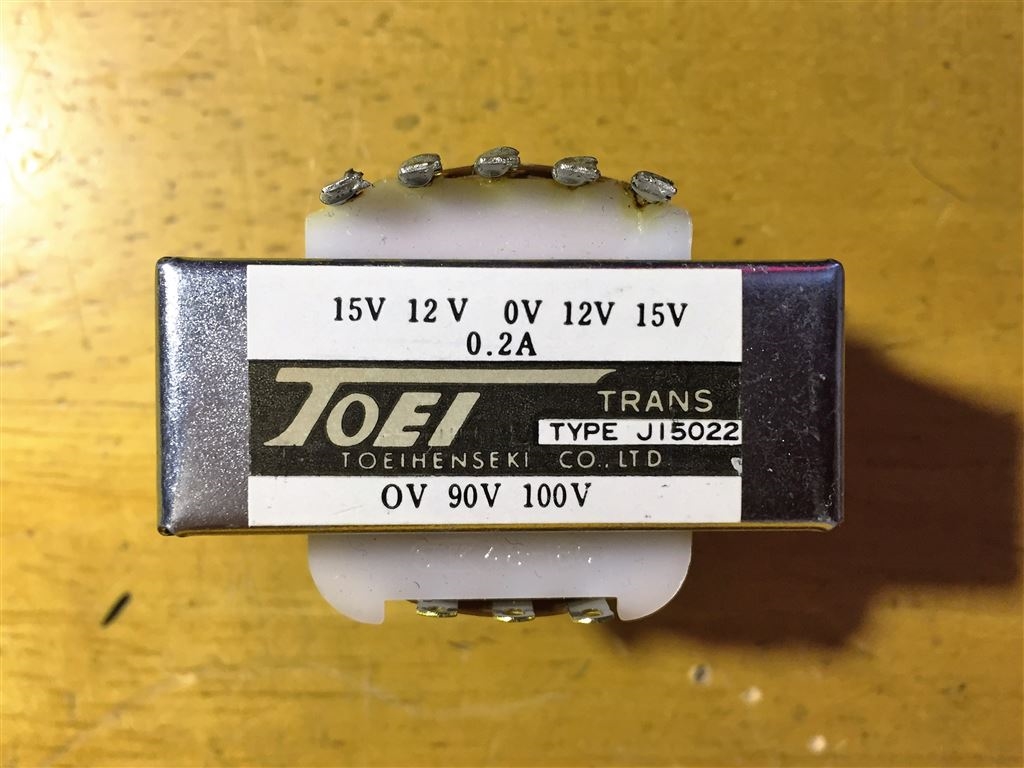 15V 12V 0V 12V 15V
0.2A
TOEI
TRANS
TYPE J15022
TOEIHENSEKI CO.,LTD
0V 90V 100V